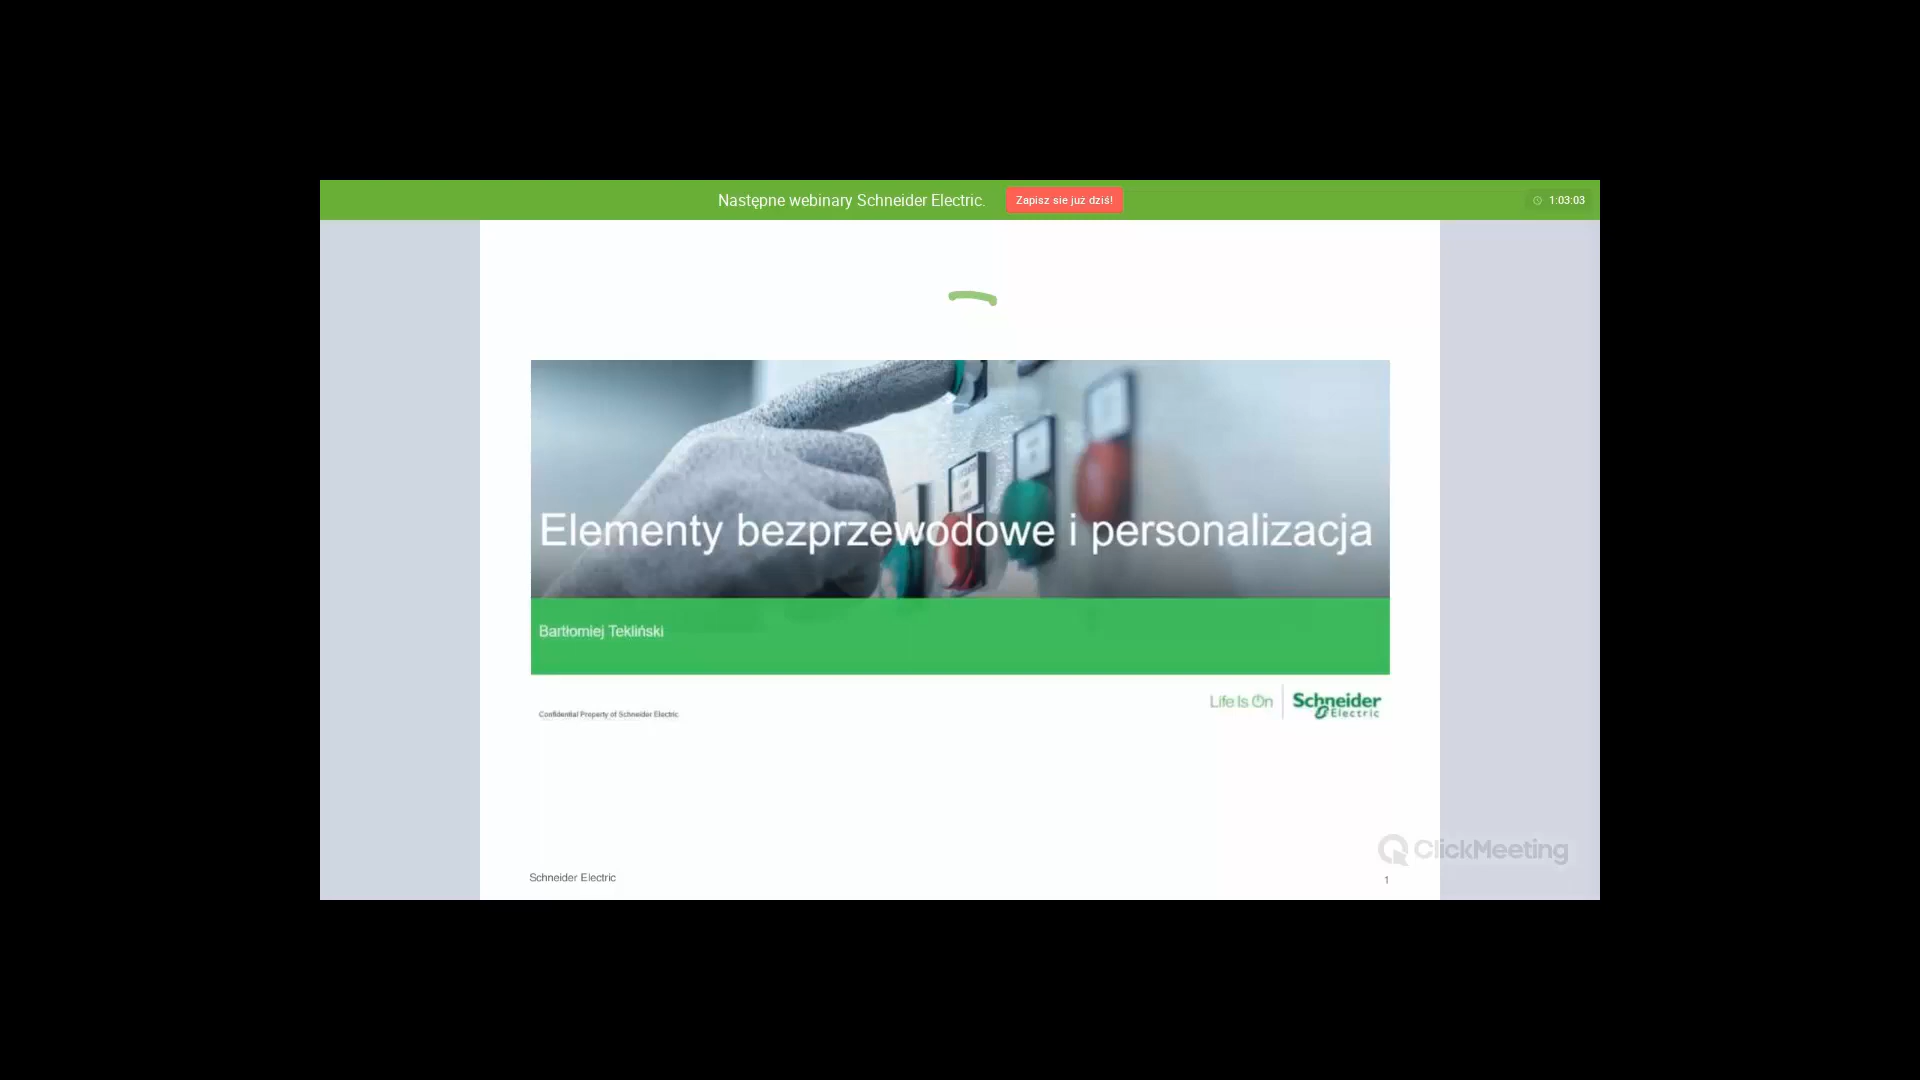 Następne webinary Schneider Electric.
Zapisz sie już dziś!
1:03:03
Elementy bezprzewodowe i personalizacja
Bartłomiej Tekliński
Confidential Property of Schneider Electric
Life Is On
Schneider
Electric
ClickMeeting
Schneider Electric
1